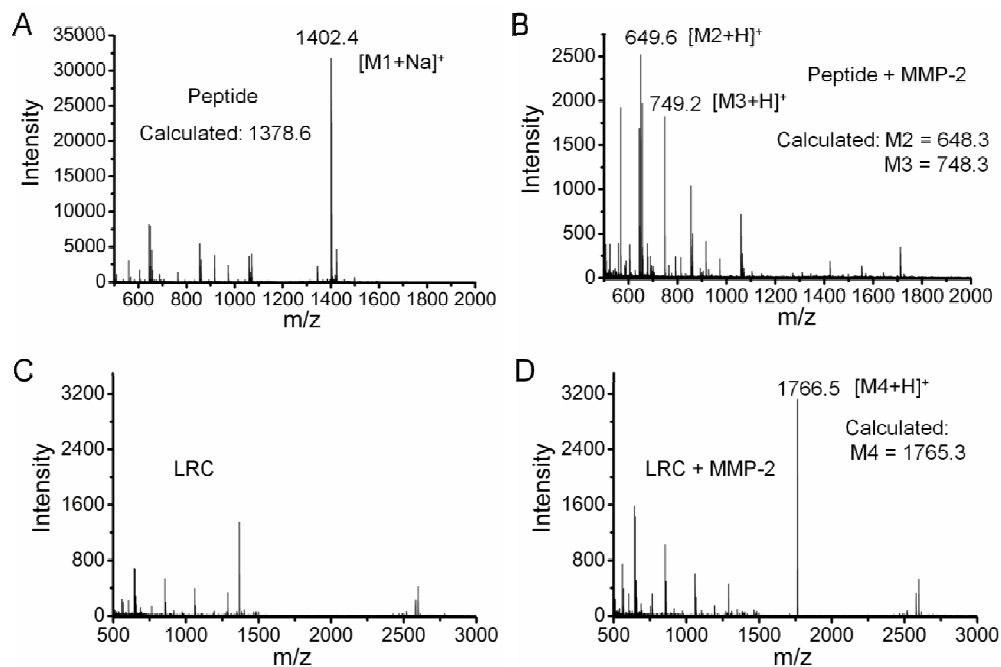 A
35000
30000
25000
20000
15000
10000
5000
0
Intensity
1402.4
[M1+Na]⁺
Peptide
Calculated: 1378.6
600 800 1000 1200 1400 1600 1800 2000
m/z
B
2500
2000
1500
1000
500
0
Intensity
649.6 [M2+H]⁺
749.2 [M3+H]⁺
Peptide + MMP-2
Calculated: M2 = 648.3
M3 = 748.3
600 800 1000 1200 1400 1600 1800 2000
m/z
C
3200
2400
1600
800
0
Intensity
LRC
500 1000 1500 2000 2500 3000
m/z
D
3200
2400
1600
800
0
Intensity
1766.5 [M4+H]⁺
Calculated:
M4 = 1765.3
LRC + MMP-2
500 1000 1500 2000 2500 3000
m/z